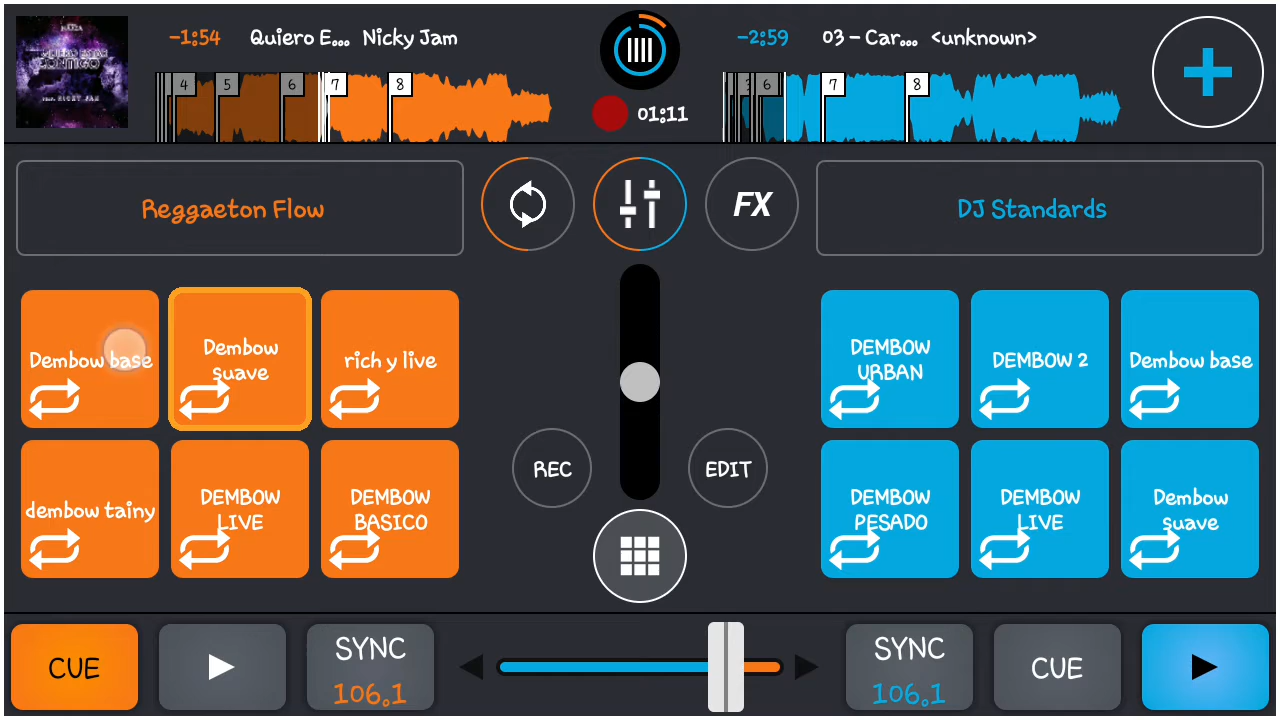 -1:54 Quiero E... Nicky Jam
-2:59 03 - Car... <unknown>
4 5 6 7 8
6 7 8
CONTIGO
01:11
Reggaeton Flow
FX
DJ Standards
Dembow base
Dembow
suave
rich y live
DEMBOW
URBAN
DEMBOW 2
Dembow base
REC
EDIT
dembow tainy
DEMBOW
LIVE
DEMBOW
BASICO
DEMBOW
PESADO
DEMBOW
LIVE
Dembow
suave
CUE
SYNC
106.1
SYNC
106.1
CUE